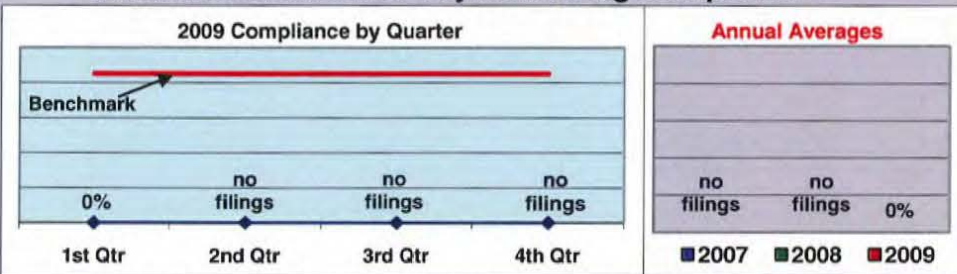 2009 Compliance by Quarter
Benchmark
0%
no filings
no filings
no filings
1st Qtr
2nd Qtr
3rd Qtr
4th Qtr
Annual Averages
no filings
no filings
0%
2007
2008
2009